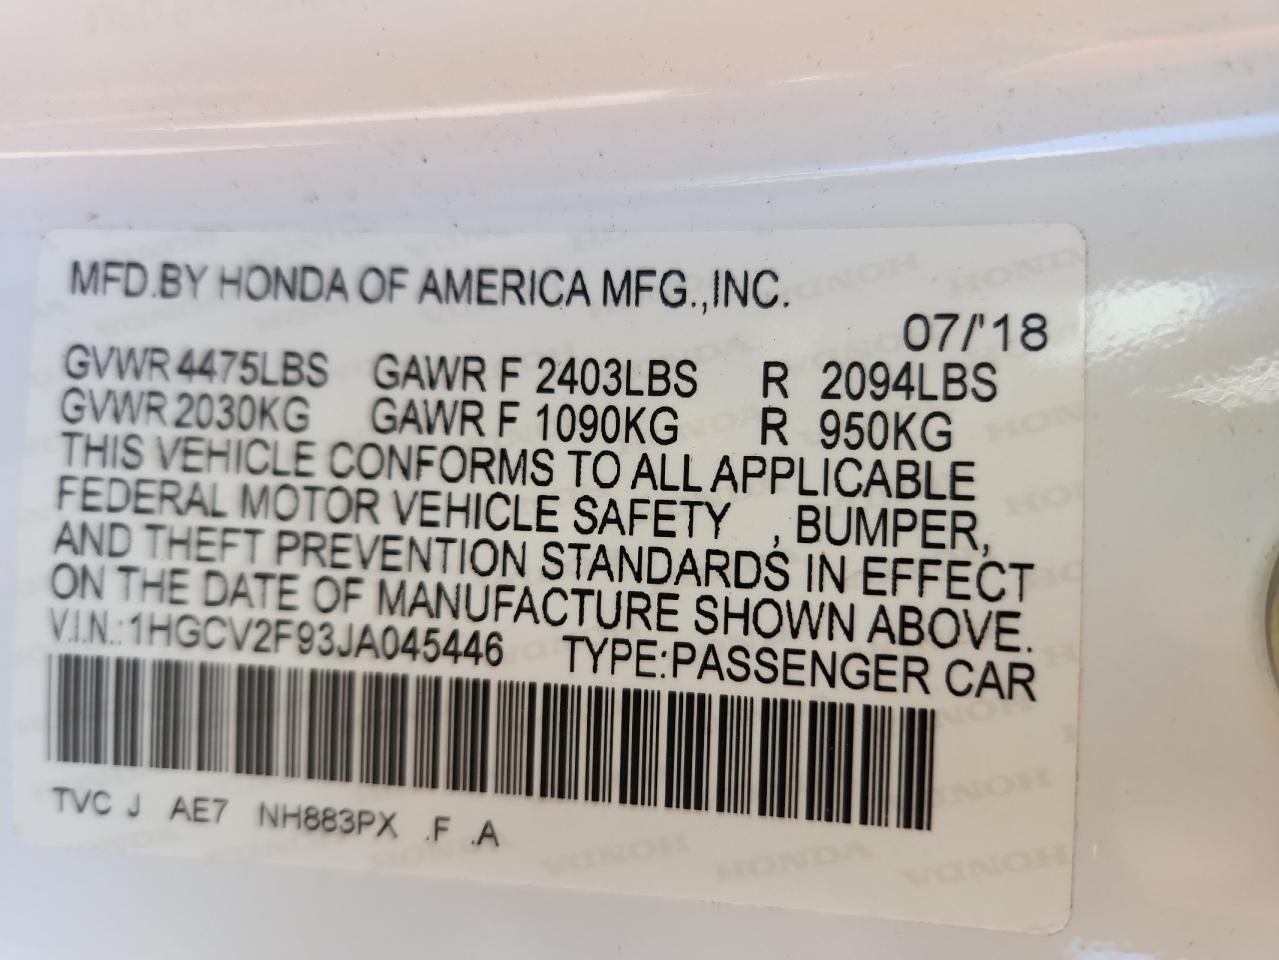 MFD.BY HONDA OF AMERICA MFG.,INC.
07/'18
GVWR 4475LBS GAWR F 2403LBS R 2094LBS
GVWR 2030KG GAWR F 1090KG R 950KG
THIS VEHICLE CONFORMS TO ALL APPLICABLE
FEDERAL MOTOR VEHICLE SAFETY , BUMPER,
AND THEFT PREVENTION STANDARDS IN EFFECT
ON THE DATE OF MANUFACTURE SHOWN ABOVE.
V.I.N.:1HGCV2F93JA045446 TYPE:PASSENGER CAR
TVC J AE7 NH883PX .F .A